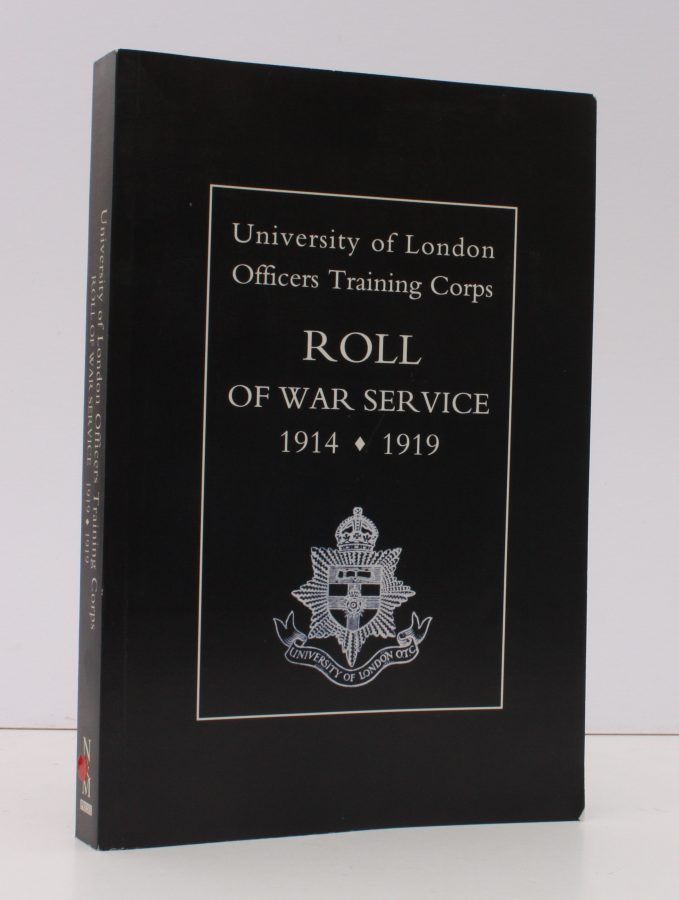 University of London
Officers Training Corps
ROLL
OF WAR SERVICE
1914 ♦ 1919
UNIVERSITY OF LONDON OTC
University of London Officers Training Corps
ROLL OF WAR SERVICE 1919 ♦ 1919
N
M